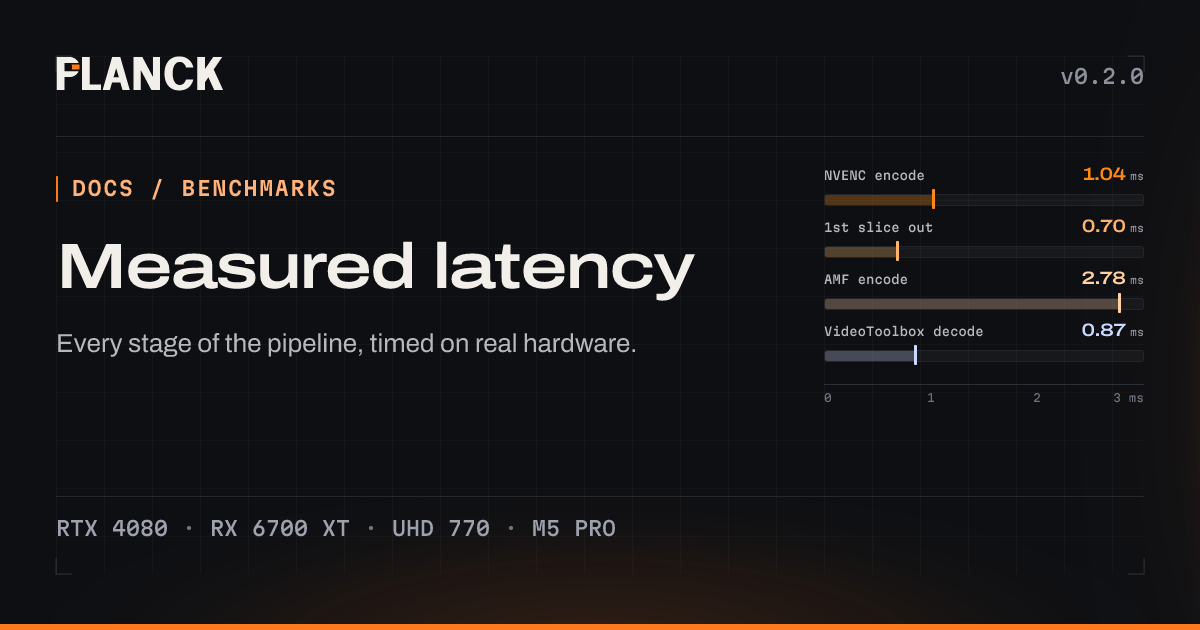 PLANCK
v0.2.0
DOCS / BENCHMARKS
Measured latency
Every stage of the pipeline, timed on real hardware.
NVENC encode 1.04 ms
1st slice out 0.70 ms
AMF encode 2.78 ms
VideoToolbox decode 0.87 ms
0 1 2 3 ms
RTX 4080 · RX 6700 XT · UHD 770 · M5 PRO